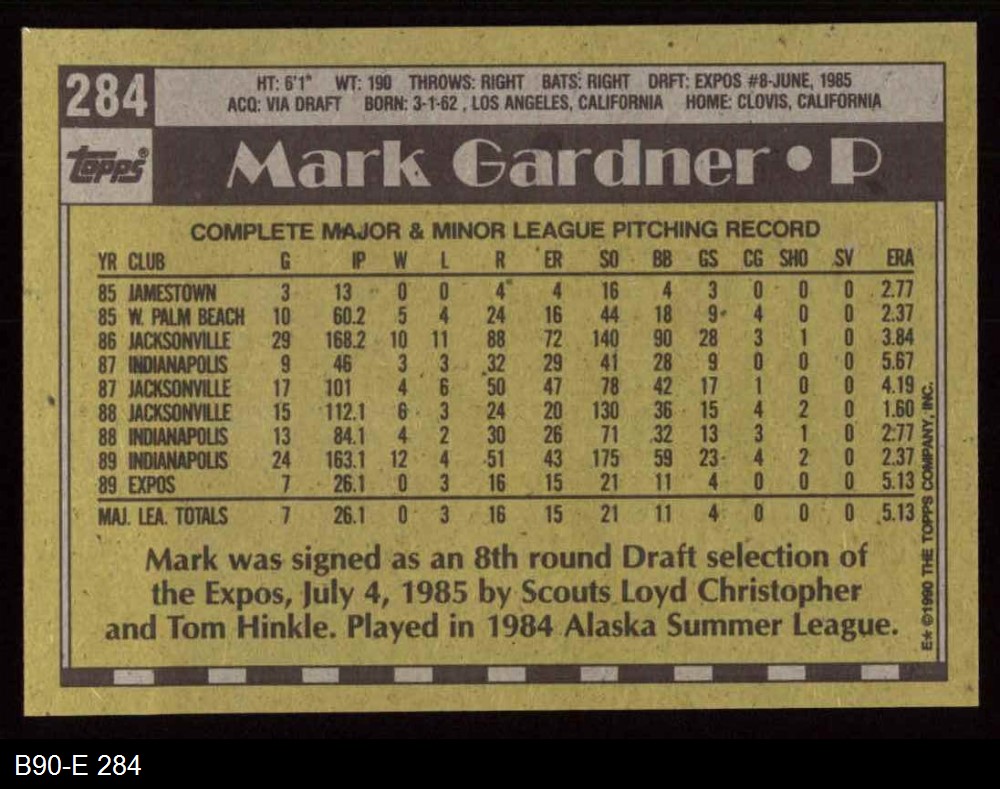 284
HT: 6'1" WT: 190 THROWS: RIGHT BATS: RIGHT DRFT: EXPOS #8-JUNE, 1985
ACQ: VIA DRAFT BORN: 3-1-62 , LOS ANGELES, CALIFORNIA HOME: CLOVIS, CALIFORNIA
topps®
Mark Gardner • P
COMPLETE MAJOR & MINOR LEAGUE PITCHING RECORD
YR CLUB G IP W L R ER SO BB GS CG SHO SV ERA
85 JAMESTOWN 3 13 0 0 4 4 16 4 3 0 0 0 2.77
85 W. PALM BEACH 10 60.2 5 4 24 16 44 18 9 4 0 0 2.37
86 JACKSONVILLE 29 168.2 10 11 88 72 140 90 28 3 1 0 3.84
87 INDIANAPOLIS 9 46 3 3 32 29 41 28 9 0 0 0 5.67
87 JACKSONVILLE 17 101 4 6 50 47 78 42 17 1 0 0 4.19
88 JACKSONVILLE 15 112.1 6 3 24 20 130 36 15 4 2 0 1.60
88 INDIANAPOLIS 13 84.1 4 2 30 26 71 32 13 3 1 0 2.77
89 INDIANAPOLIS 24 163.1 12 4 51 43 175 59 23 4 2 0 2.37
89 EXPOS 7 26.1 0 3 16 15 21 11 4 0 0 0 5.13
MAJ. LEA. TOTALS 7 26.1 0 3 16 15 21 11 4 0 0 0 5.13
Mark was signed as an 8th round Draft selection of
the Expos, July 4, 1985 by Scouts Loyd Christopher
and Tom Hinkle. Played in 1984 Alaska Summer League.
E* ©1990 THE TOPPS COMPANY, INC.
B90-E 284